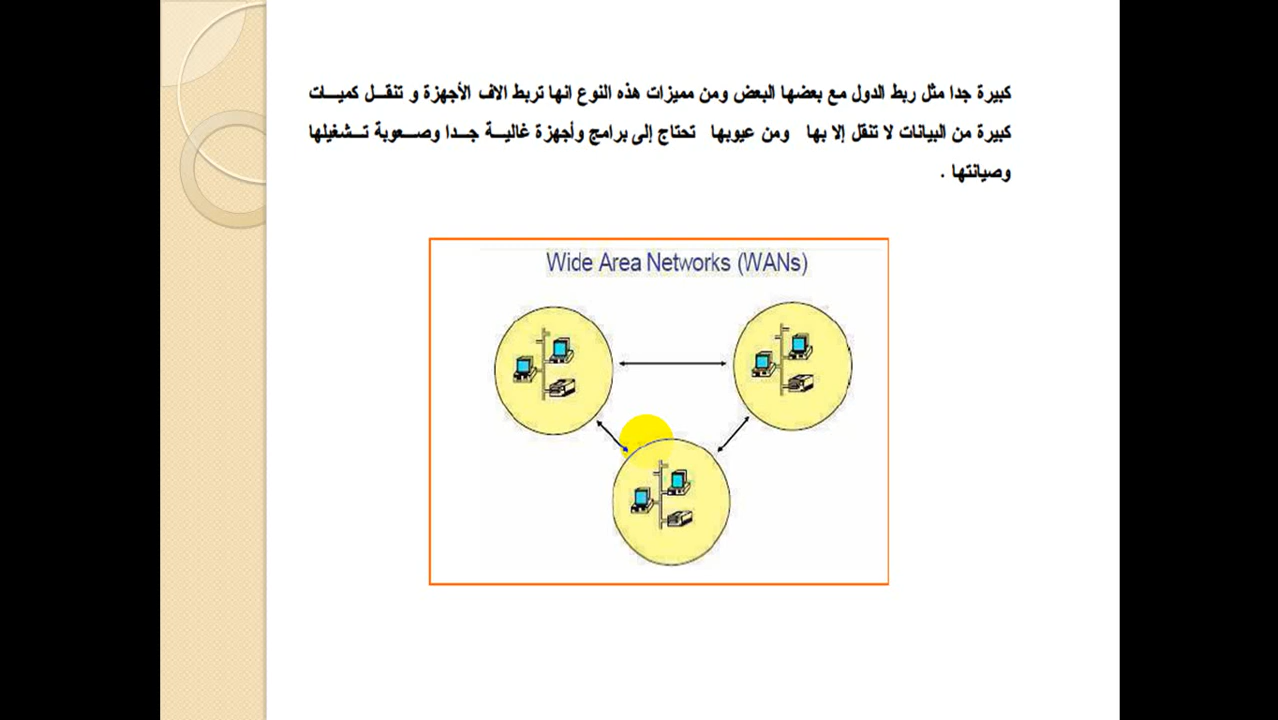 كبيرة جدا مثل ربط الدول مع بعضها البعض ومن مميزات هذه النوع انها تربط الاف الأجهزة و تنقل كميات
كبيرة من البيانات لا تنقل إلا بها ومن عيوبها تحتاج إلى برامج وأجهزة غالية جدا وصعوبة تشغيلها
وصيانتها .
Wide Area Networks (WANs)